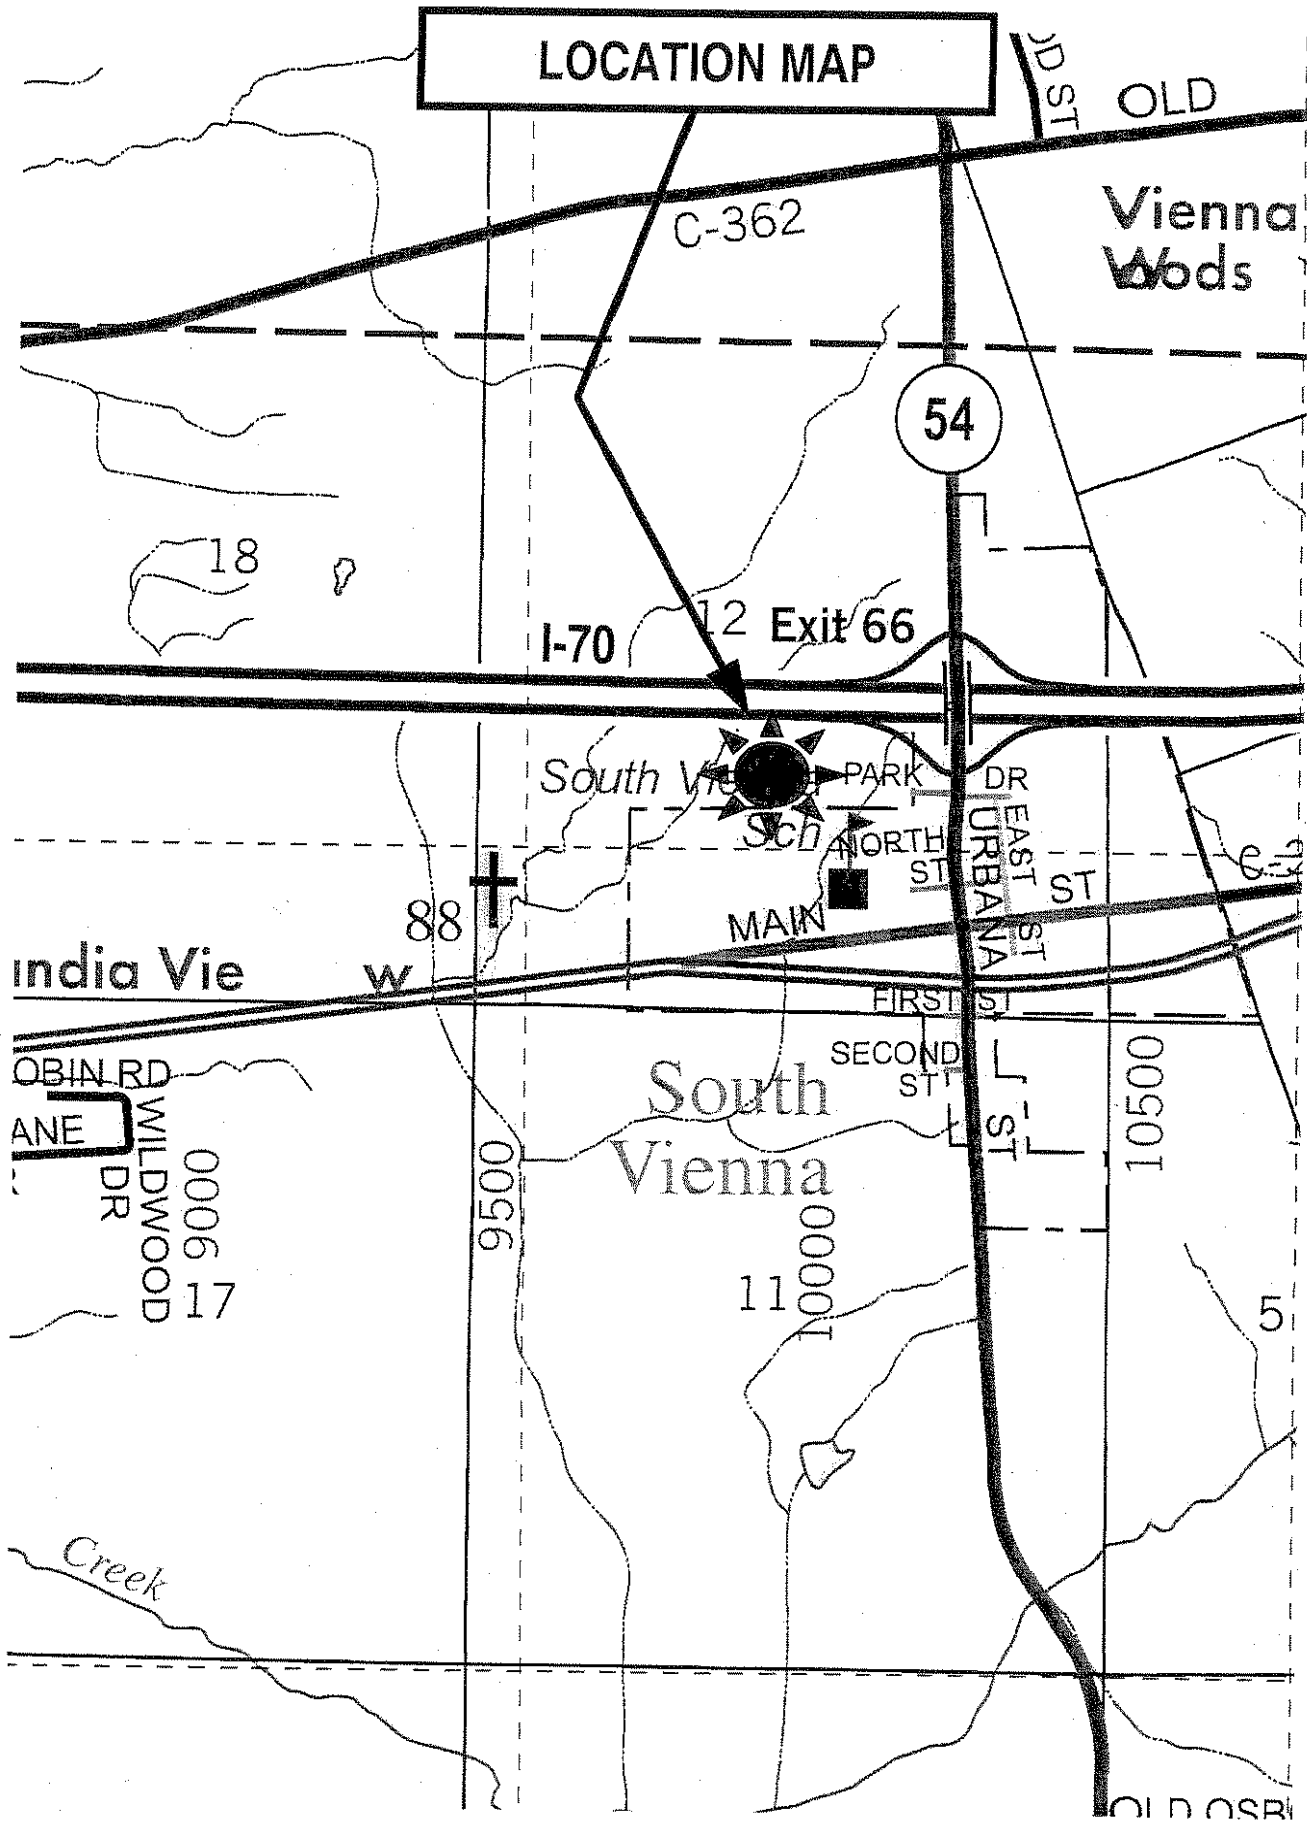 LOCATION MAP
OLD
C-362
Vienna
Woods
54
18
12
Exit 66
I-70
South
PARK
DR
Sch
NORTH
ST
EAST
ST
URBANA
ST
MAIN
ST
88
india Vie
w
FIRST ST
SECOND
ST
OBIN RD
ANE
WILDWOOD
DR
9000
17
South
Vienna
9500
10000
11
10500
5
Creek
OLD OSB